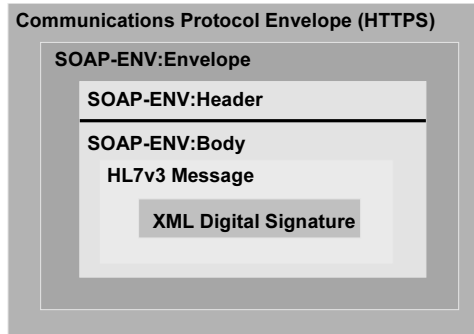 Communications Protocol Envelope (HTTPS)
SOAP-ENV:Envelope
SOAP-ENV:Header
SOAP-ENV:Body
HL7v3 Message
XML Digital Signature